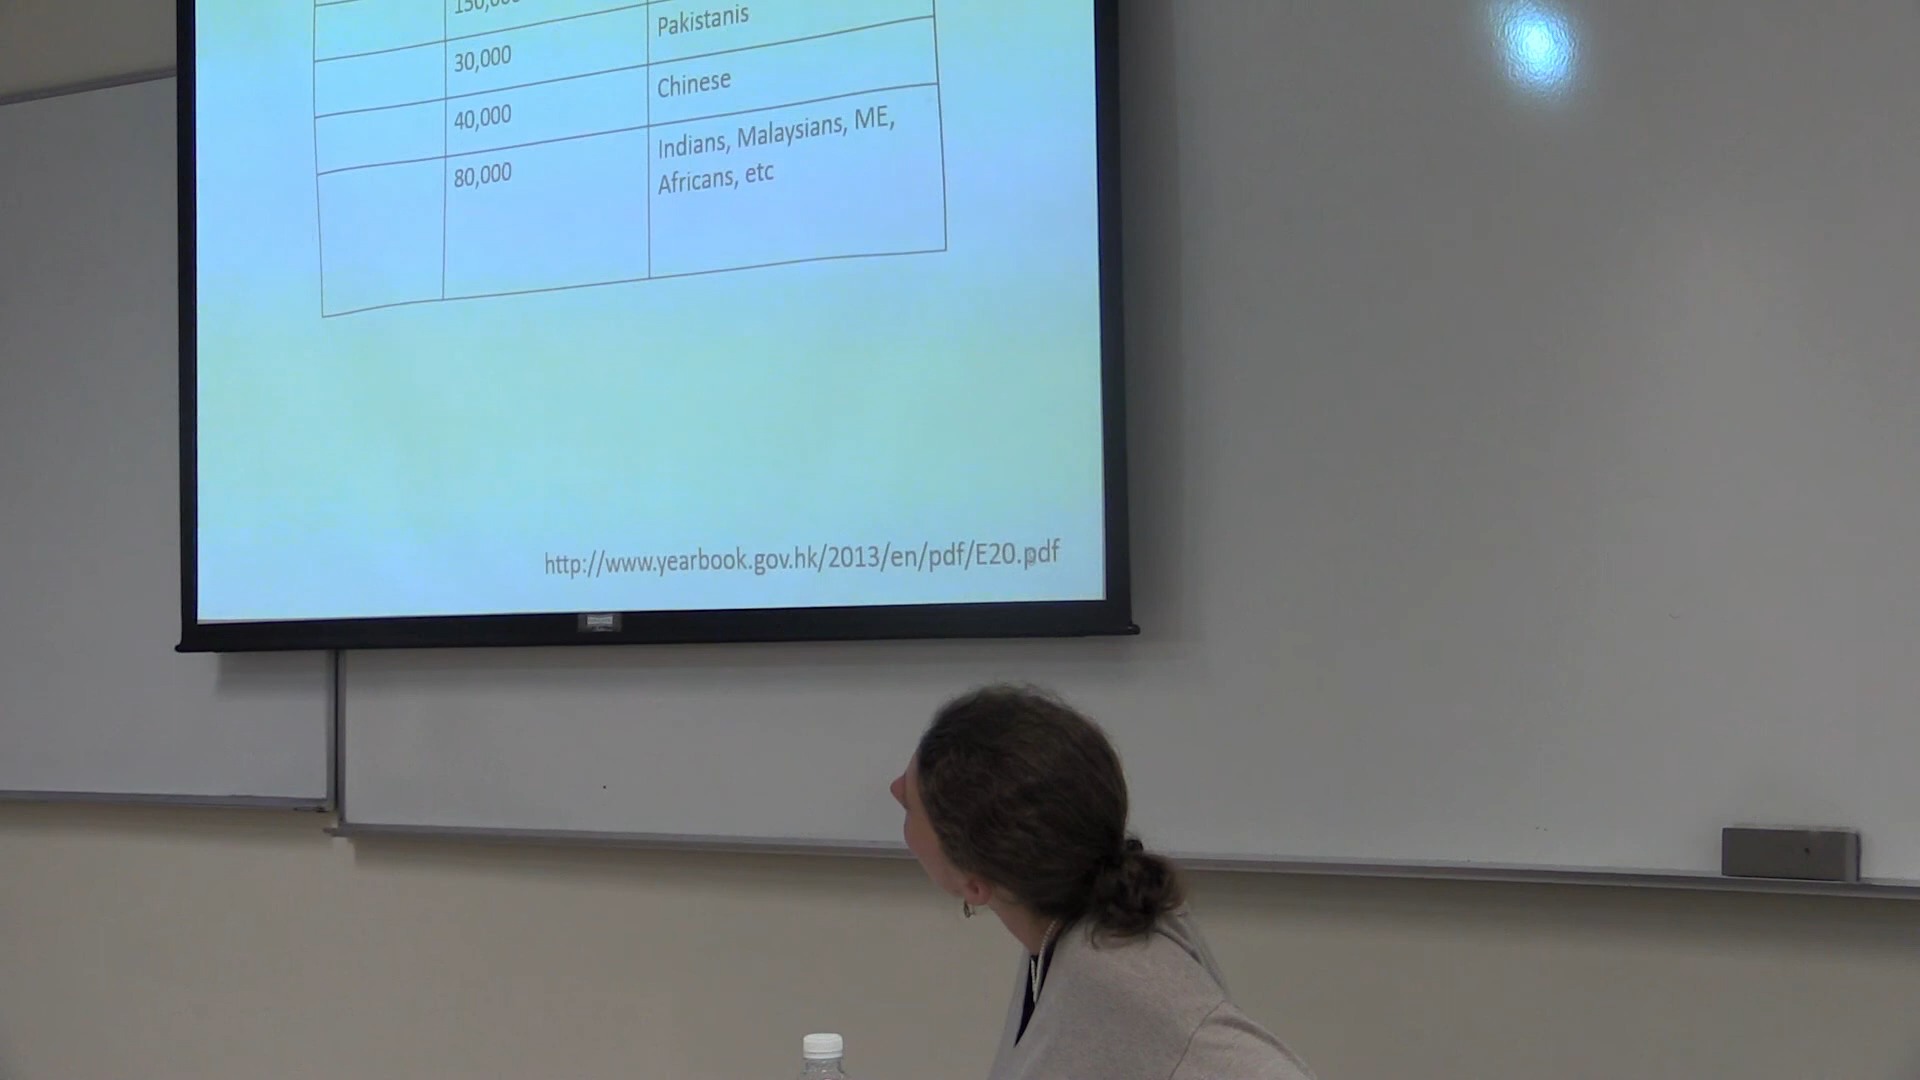 Pakistanis
30,000
Chinese
40,000
Indians, Malaysians, ME,
Africans, etc
80,000
http://www.yearbook.gov.hk/2013/en/pdf/E20.pdf